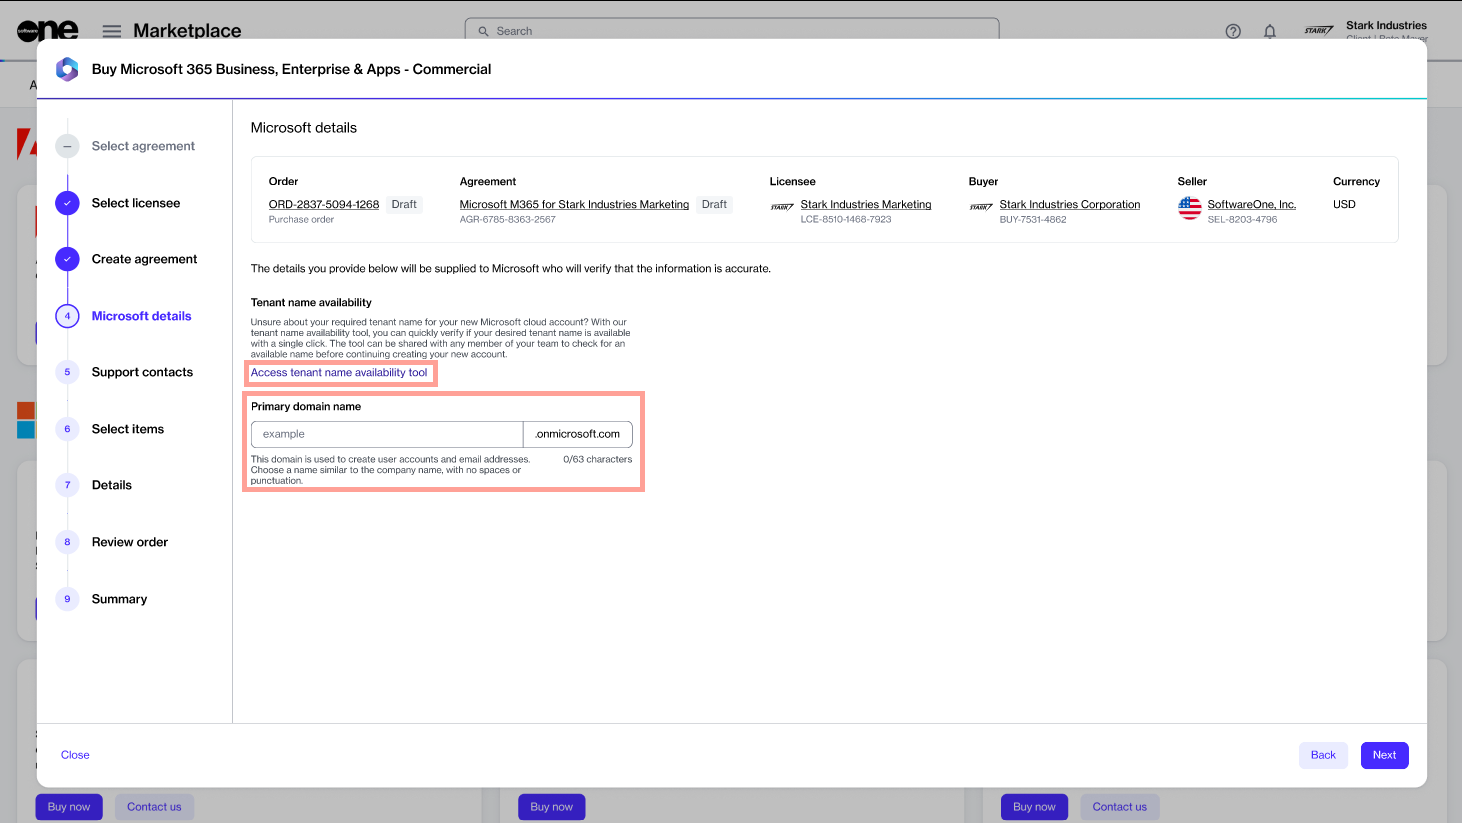 software one
Marketplace
Search
Stark Industries
Buy Microsoft 365 Business, Enterprise & Apps - Commercial
Select agreement
Select licensee
Create agreement
4 Microsoft details
5 Support contacts
6 Select items
7 Details
8 Review order
9 Summary
Microsoft details
Order
ORD-2837-5094-1268 Draft
Purchase order
Agreement
Microsoft M365 for Stark Industries Marketing Draft
AGR-6785-8363-2567
Licensee
STARK Stark Industries Marketing
LCE-8510-1468-7923
Buyer
STARK Stark Industries Corporation
BUY-7531-4862
Seller
SoftwareOne, Inc.
SEL-8203-4796
Currency
USD
The details you provide below will be supplied to Microsoft who will verify that the information is accurate.
Tenant name availability
Unsure about your required tenant name for your new Microsoft cloud account? With our
tenant name availability tool, you can quickly verify if your desired tenant name is available
with a single click. The tool can be shared with any member of your team to check for an
available name before continuing creating your new account.
Access tenant name availability tool
Primary domain name
example .onmicrosoft.com
This domain is used to create user accounts and email addresses. 0/63 characters
Choose a name similar to the company name, with no spaces or
punctuation.
Close
Back
Next
Buy now Contact us Buy now Buy now Contact us